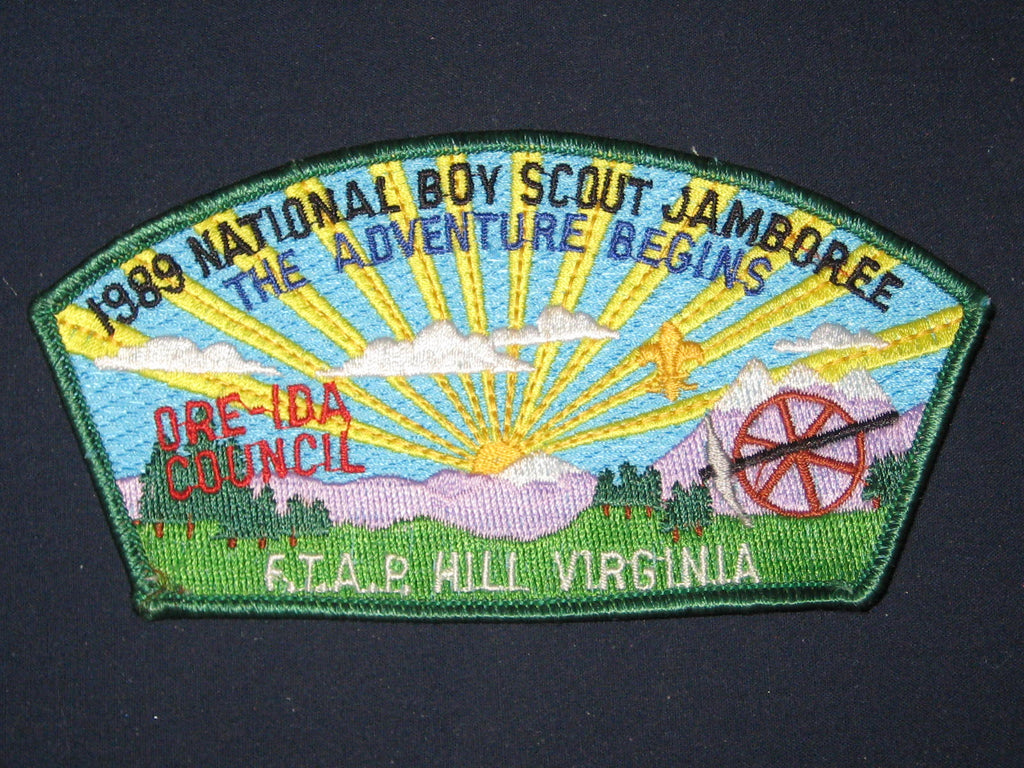 1989 NATIONAL BOY SCOUT JAMBOREE
THE ADVENTURE BEGINS
ORE-IDA
COUNCIL
F.T.A.P. HILL VIRGINIA